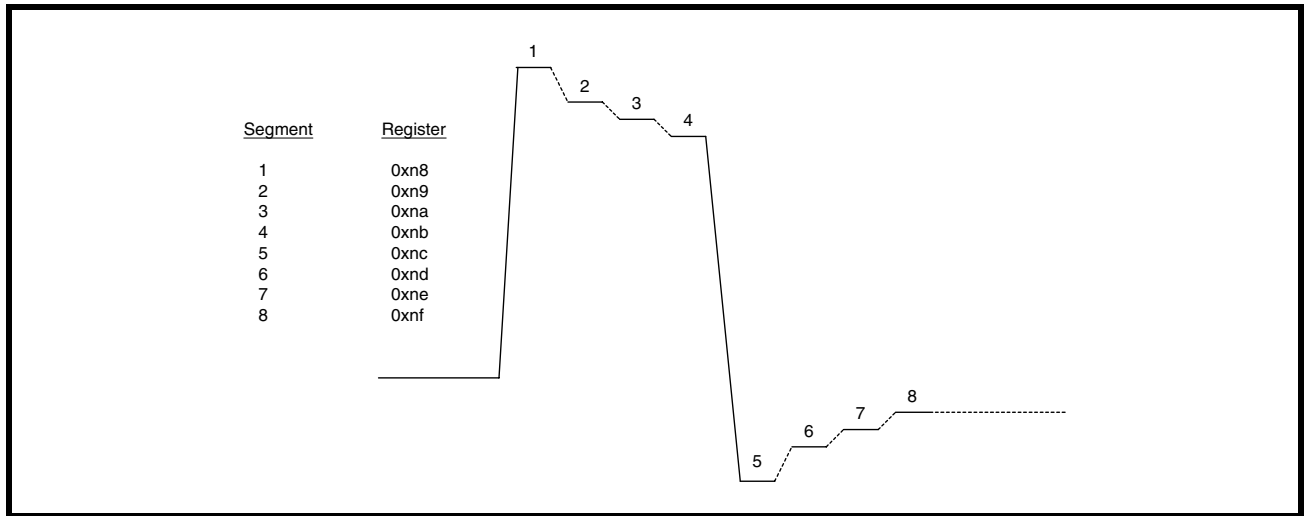 1
2
3
4
Segment Register
1 0xn8
2 0xn9
3 0xna
4 0xnb
5 0xnc
6 0xnd
7 0xne
8 0xnf
8
7
6
5